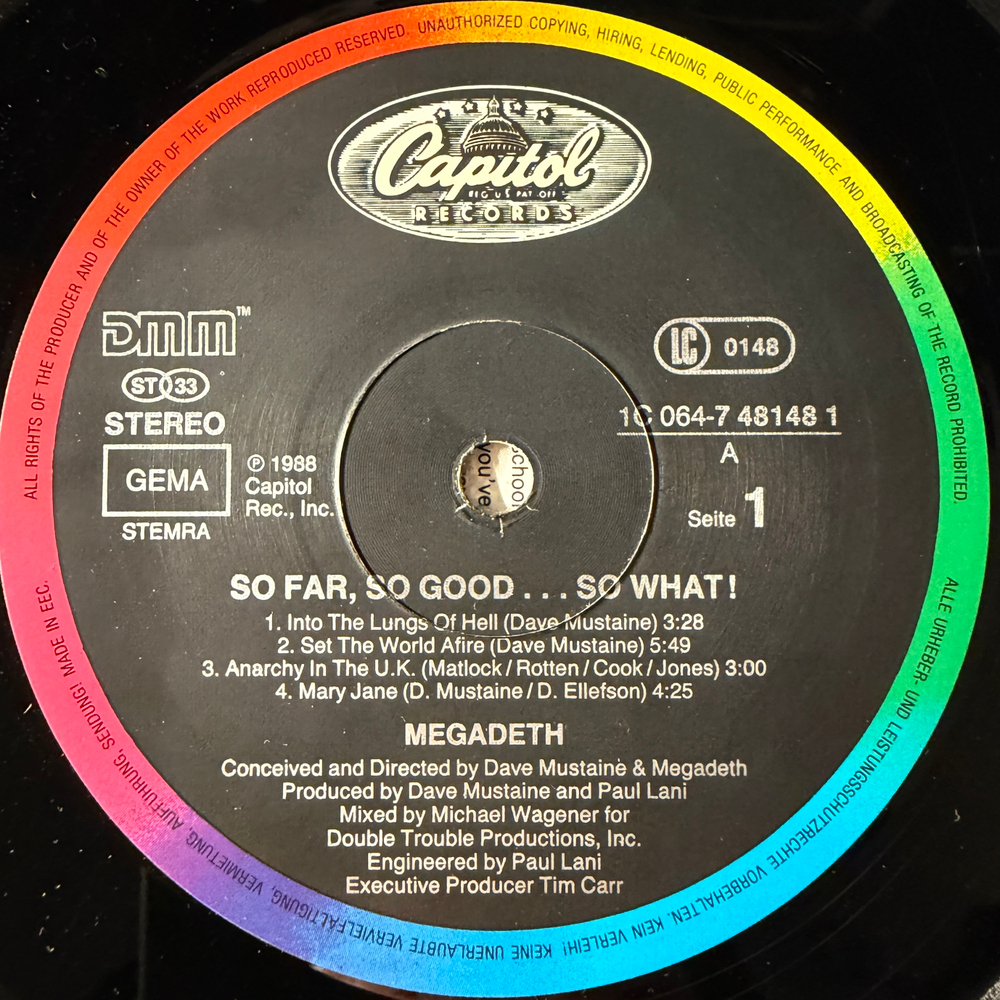 ALL RIGHTS OF THE PRODUCER AND OF THE OWNER OF THE WORK REPRODUCED RESERVED. UNAUTHORIZED COPYING, HIRING, LENDING, PUBLIC PERFORMANCE AND BROADCASTING OF THE RECORD PROHIBITED.
Capitol
REG. U.S. PAT. OFF.
RECORDS
DMM™
LC 0148
ST 33
STEREO
1C 064-7 48148 1
A
GEMA
STEMRA
℗ 1988
Capitol
Rec., Inc.
Seite 1
school
you've
SO FAR, SO GOOD . . . SO WHAT!
1. Into The Lungs Of Hell (Dave Mustaine) 3:28
2. Set The World Afire (Dave Mustaine) 5:49
3. Anarchy In The U.K. (Matlock / Rotten / Cook / Jones) 3:00
4. Mary Jane (D. Mustaine / D. Ellefson) 4:25
MEGADETH
Conceived and Directed by Dave Mustaine & Megadeth
Produced by Dave Mustaine and Paul Lani
Mixed by Michael Wagener for
Double Trouble Productions, Inc.
Engineered by Paul Lani
Executive Producer Tim Carr
ALLE URHEBER- UND LEISTUNGSSCHUTZRECHTE VORBEHALTEN. KEIN VERLEIH! KEINE UNERLAUBTE VERVIELFÄLTIGUNG, VERMIETUNG, AUFFÜHRUNG, SENDUNG! MADE IN EEC.